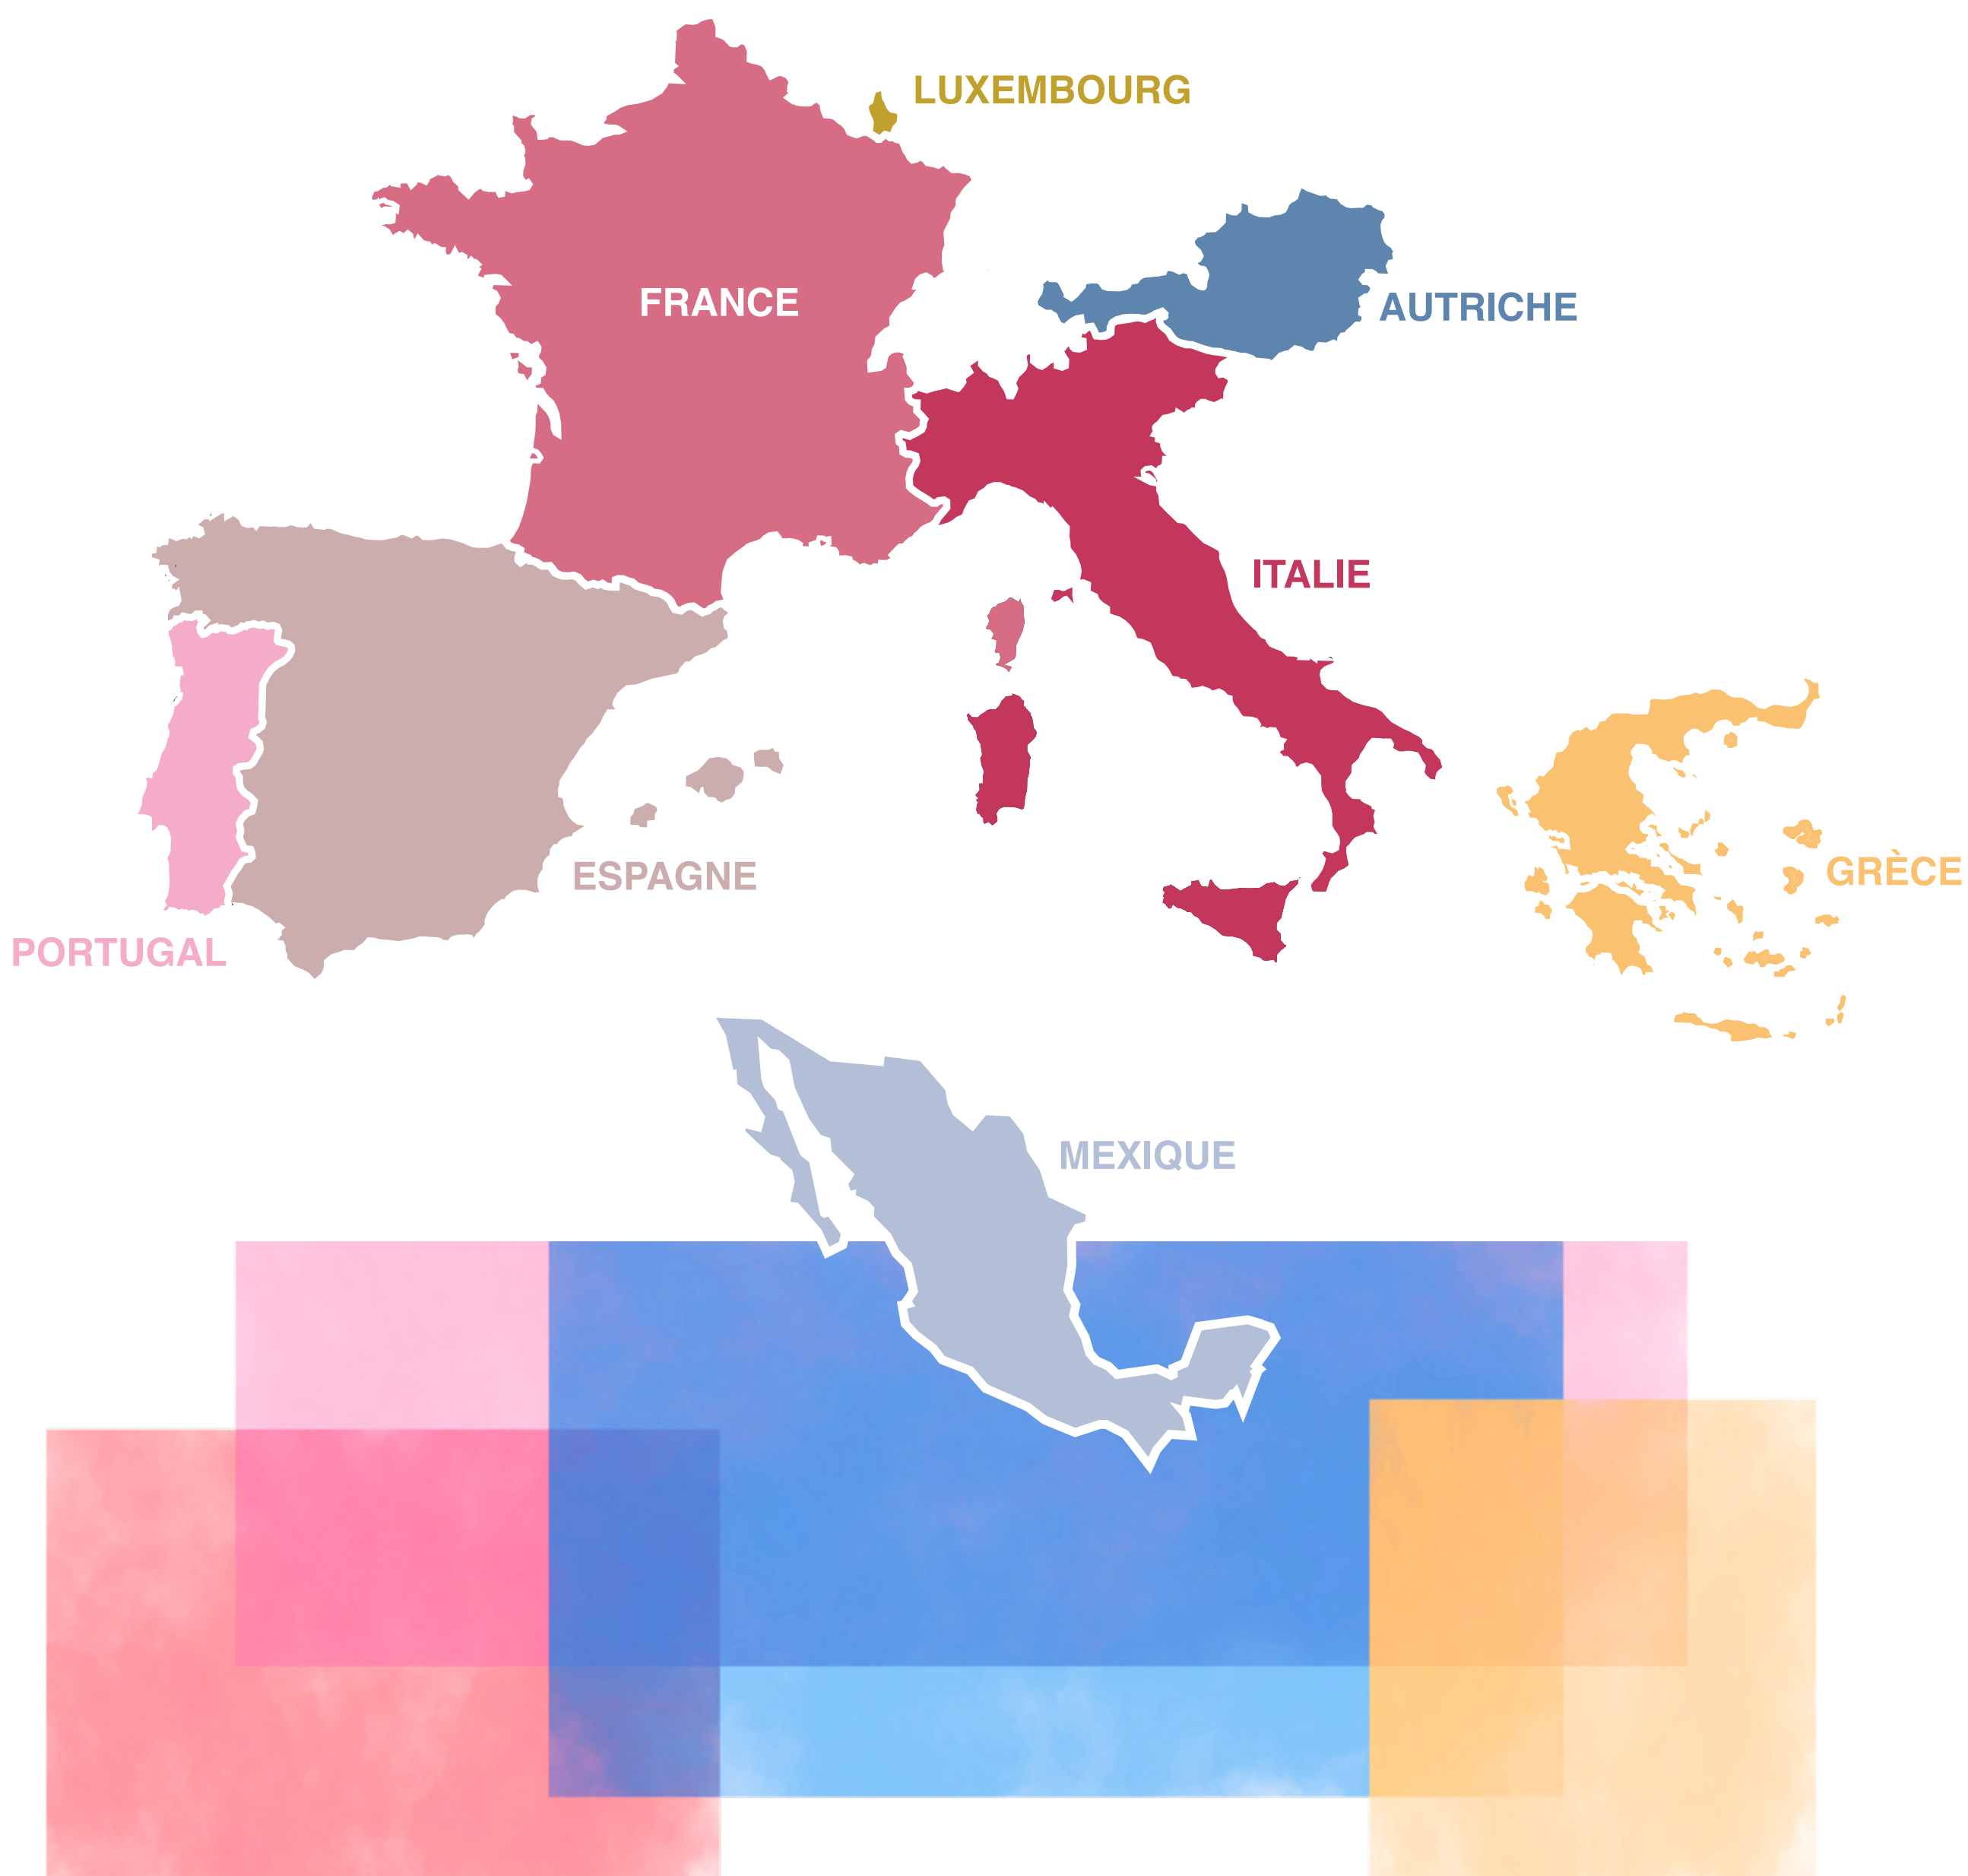 LUXEMBOURG
FRANCE
AUTRICHE
ITALIE
ESPAGNE
GRÈCE
PORTUGAL
MEXIQUE